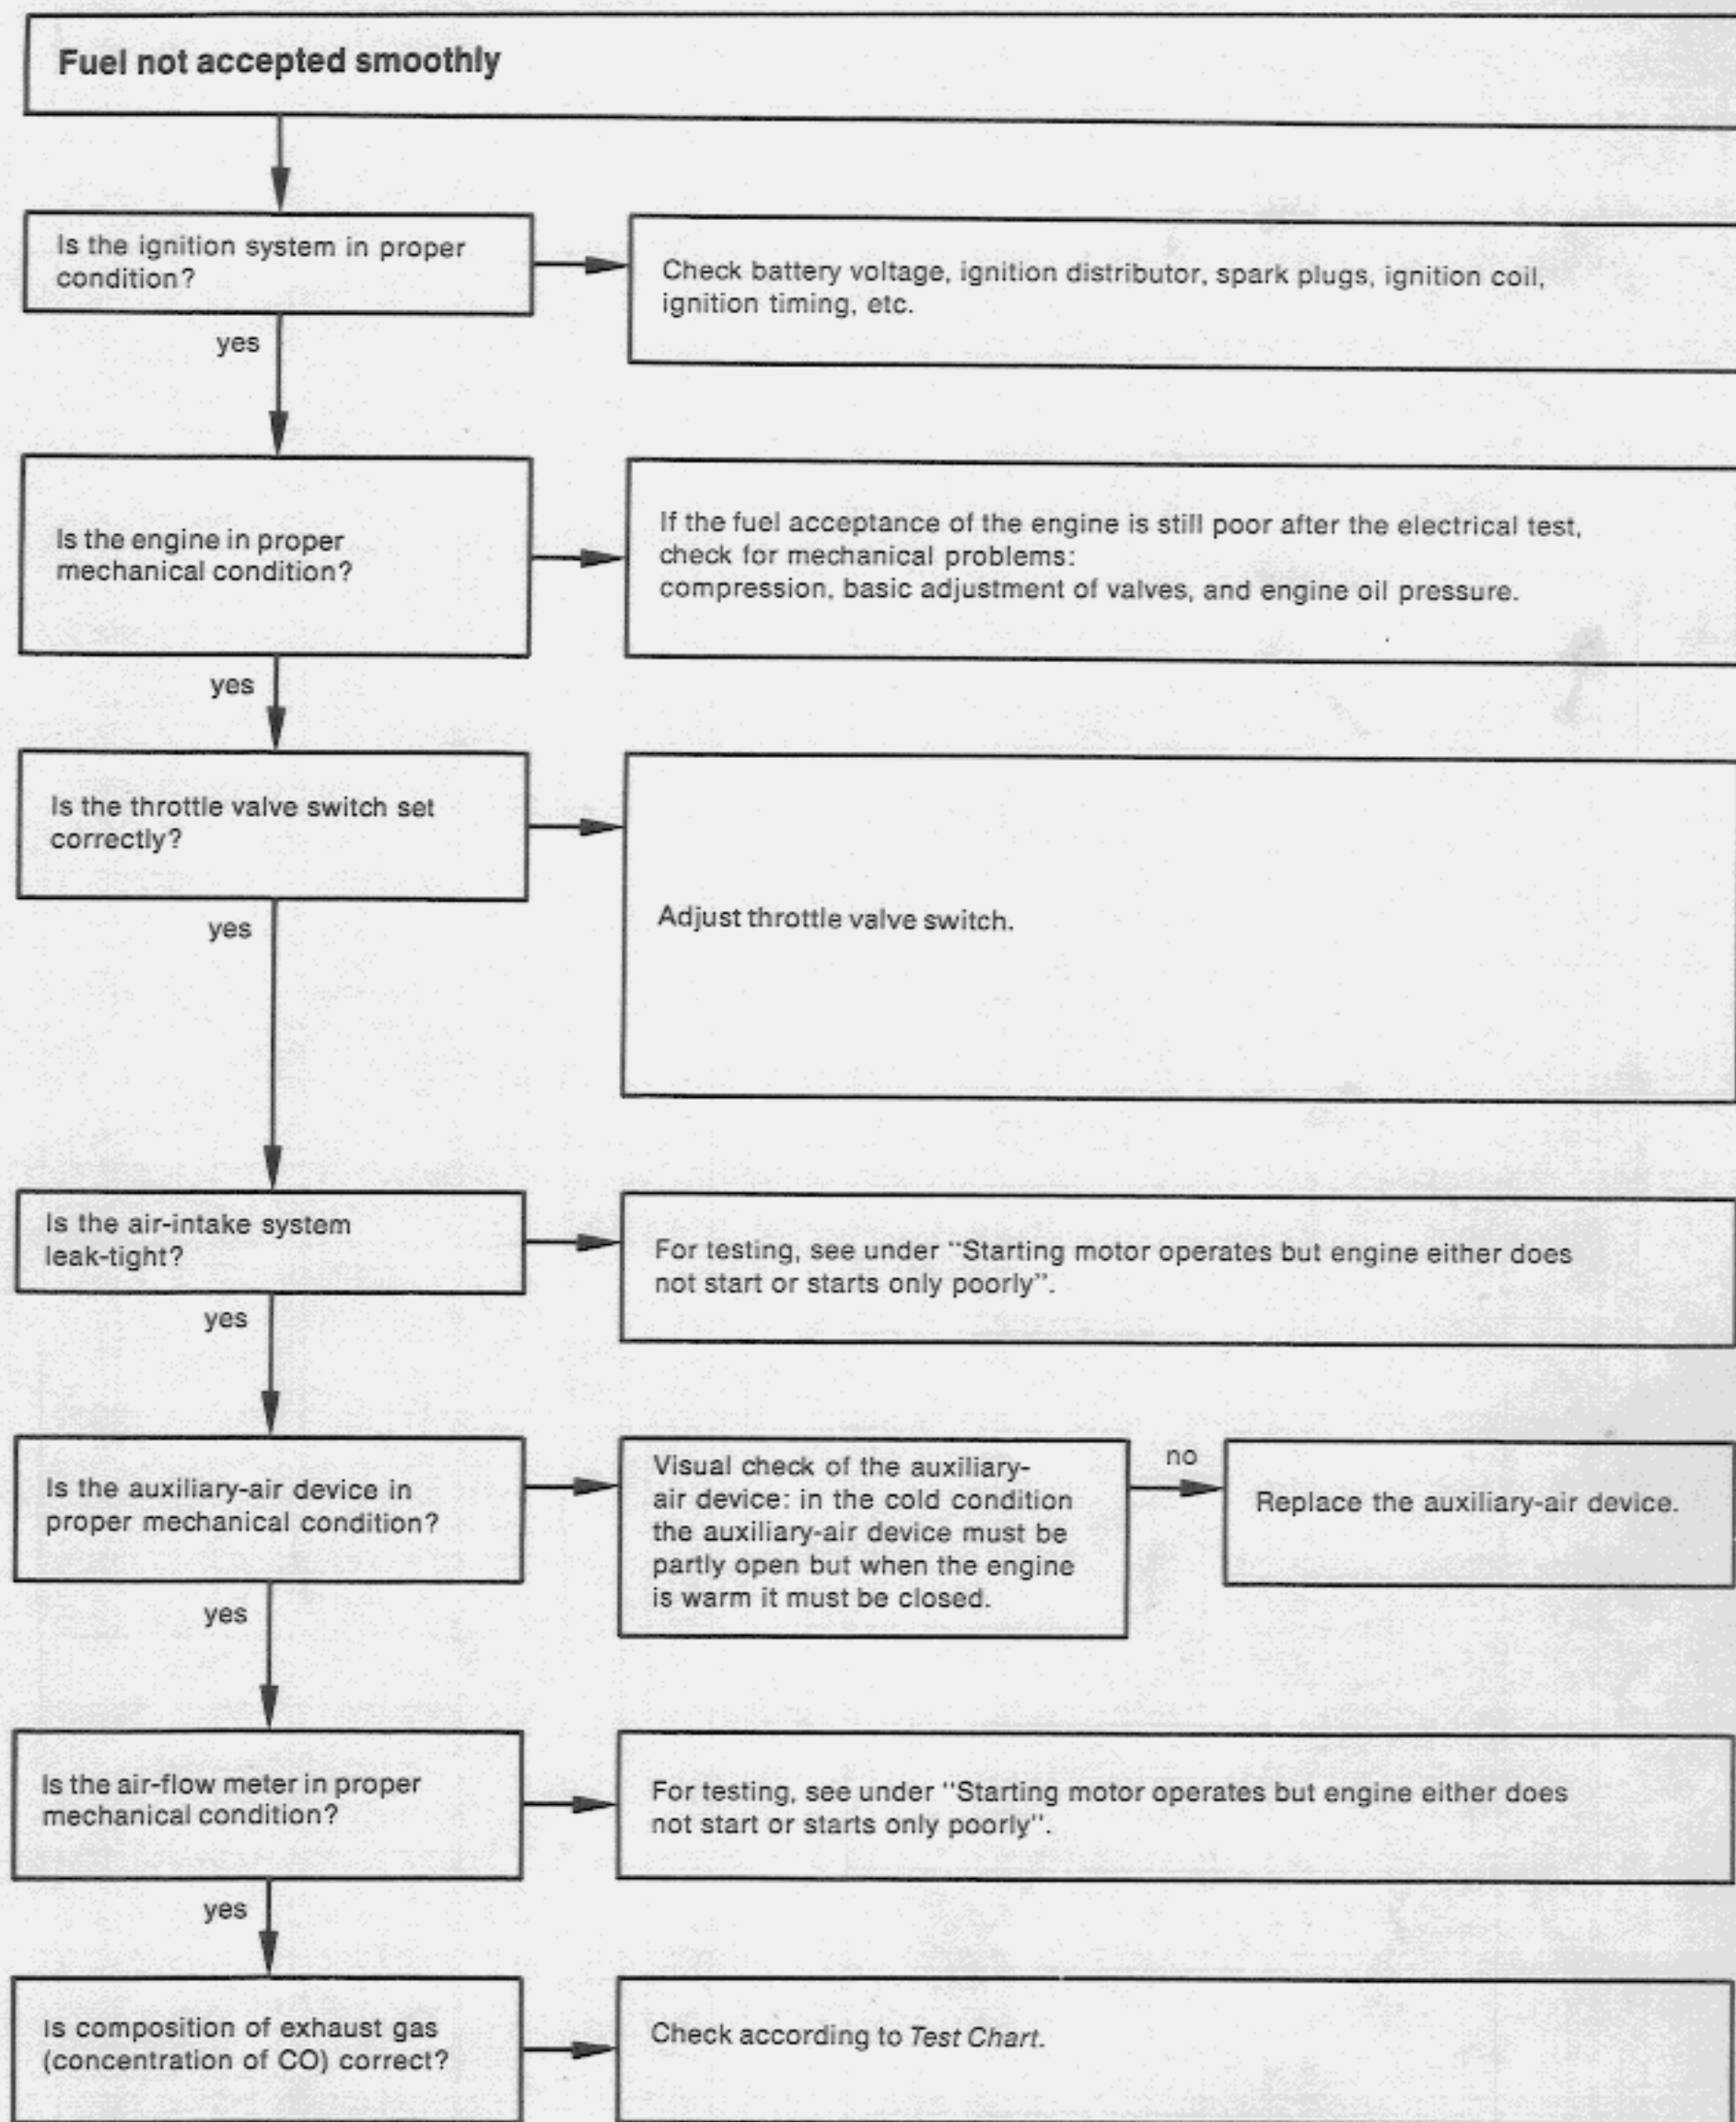 Fuel not accepted smoothly
Is the ignition system in proper
condition?
Check battery voltage, ignition distributor, spark plugs, ignition coil,
ignition timing, etc.
yes
Is the engine in proper
mechanical condition?
If the fuel acceptance of the engine is still poor after the electrical test,
check for mechanical problems:
compression, basic adjustment of valves, and engine oil pressure.
yes
Is the throttle valve switch set
correctly?
Adjust throttle valve switch.
yes
Is the air-intake system
leak-tight?
For testing, see under "Starting motor operates but engine either does
not start or starts only poorly".
yes
Is the auxiliary-air device in
proper mechanical condition?
Visual check of the auxiliary-
air device: in the cold condition
the auxiliary-air device must be
partly open but when the engine
is warm it must be closed.
no
Replace the auxiliary-air device.
yes
Is the air-flow meter in proper
mechanical condition?
For testing, see under "Starting motor operates but engine either does
not start or starts only poorly".
yes
Is composition of exhaust gas
(concentration of CO) correct?
Check according to Test Chart.